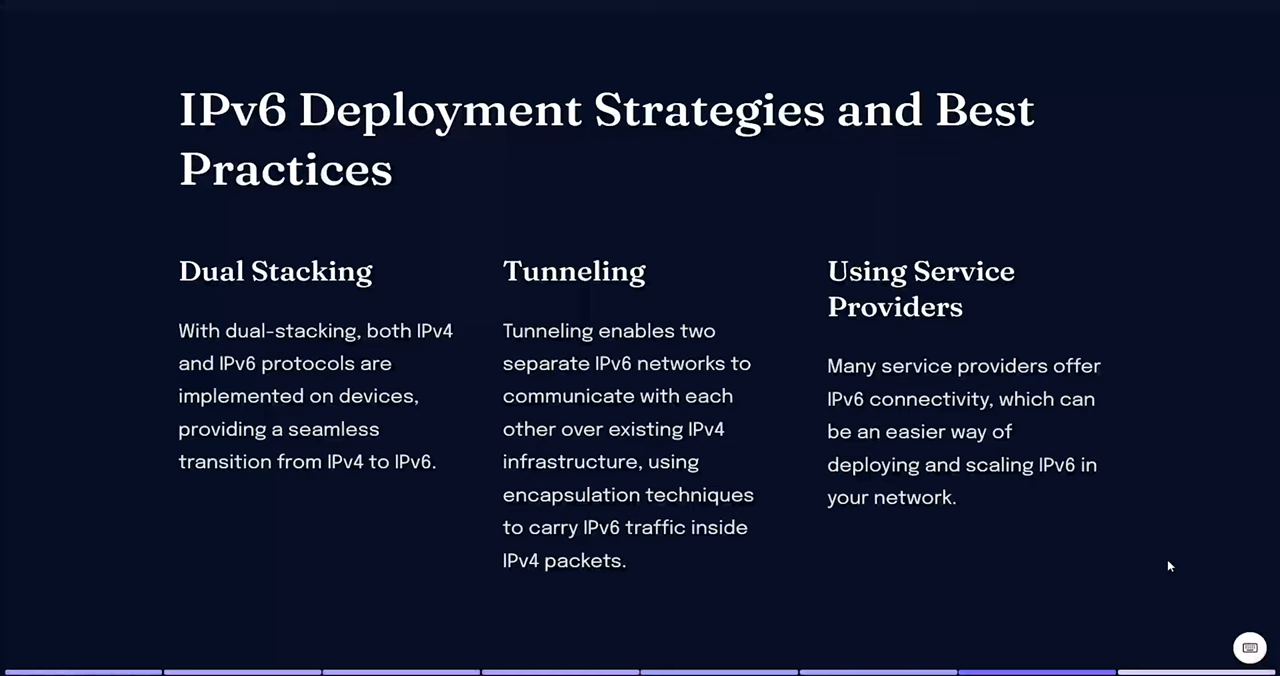 IPv6 Deployment Strategies and Best
Practices
Dual Stacking
With dual-stacking, both IPv4
and IPv6 protocols are
implemented on devices,
providing a seamless
transition from IPv4 to IPv6.
Tunneling
Tunneling enables two
separate IPv6 networks to
communicate with each
other over existing IPv4
infrastructure, using
encapsulation techniques
to carry IPv6 traffic inside
IPv4 packets.
Using Service
Providers
Many service providers offer
IPv6 connectivity, which can
be an easier way of
deploying and scaling IPv6 in
your network.